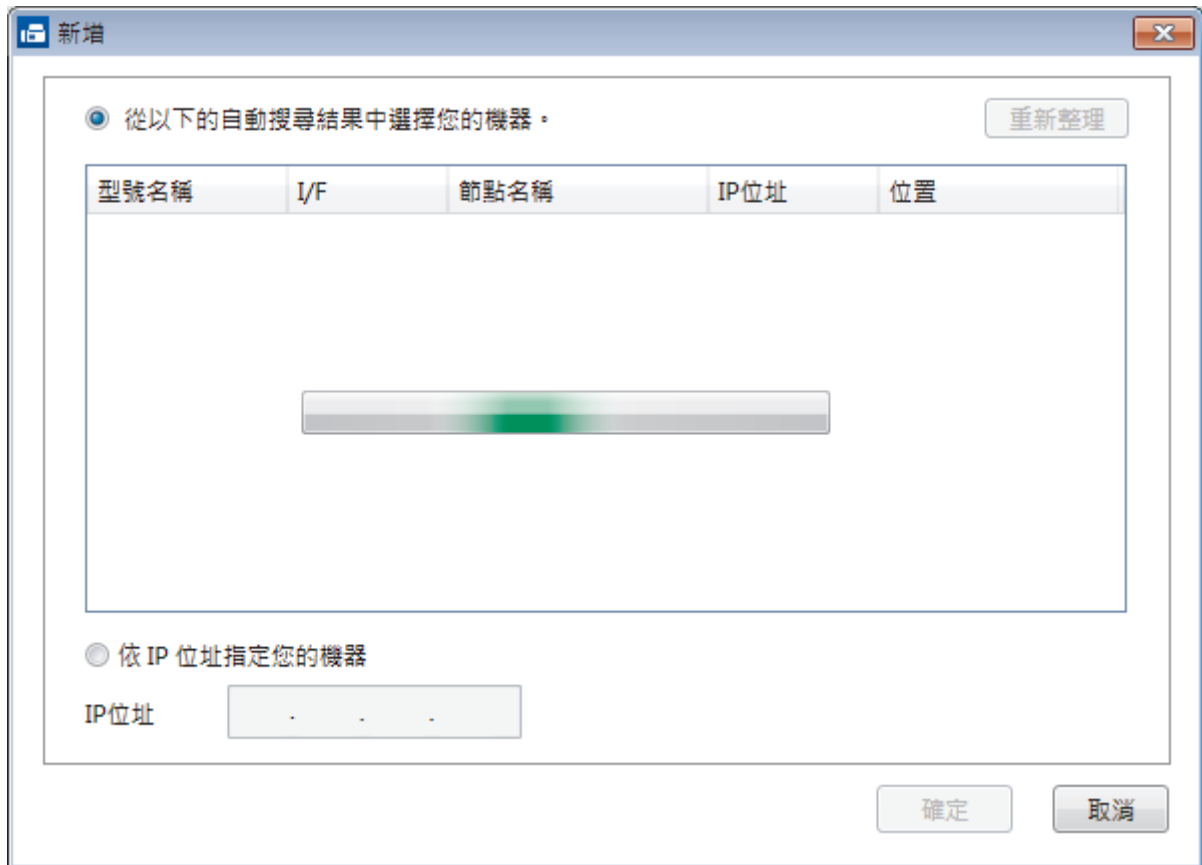 新增
從以下的自動搜尋結果中選擇您的機器。
重新整理
型號名稱 I/F 節點名稱 IP位址 位置
依 IP 位址指定您的機器
IP位址 . . .
確定 取消